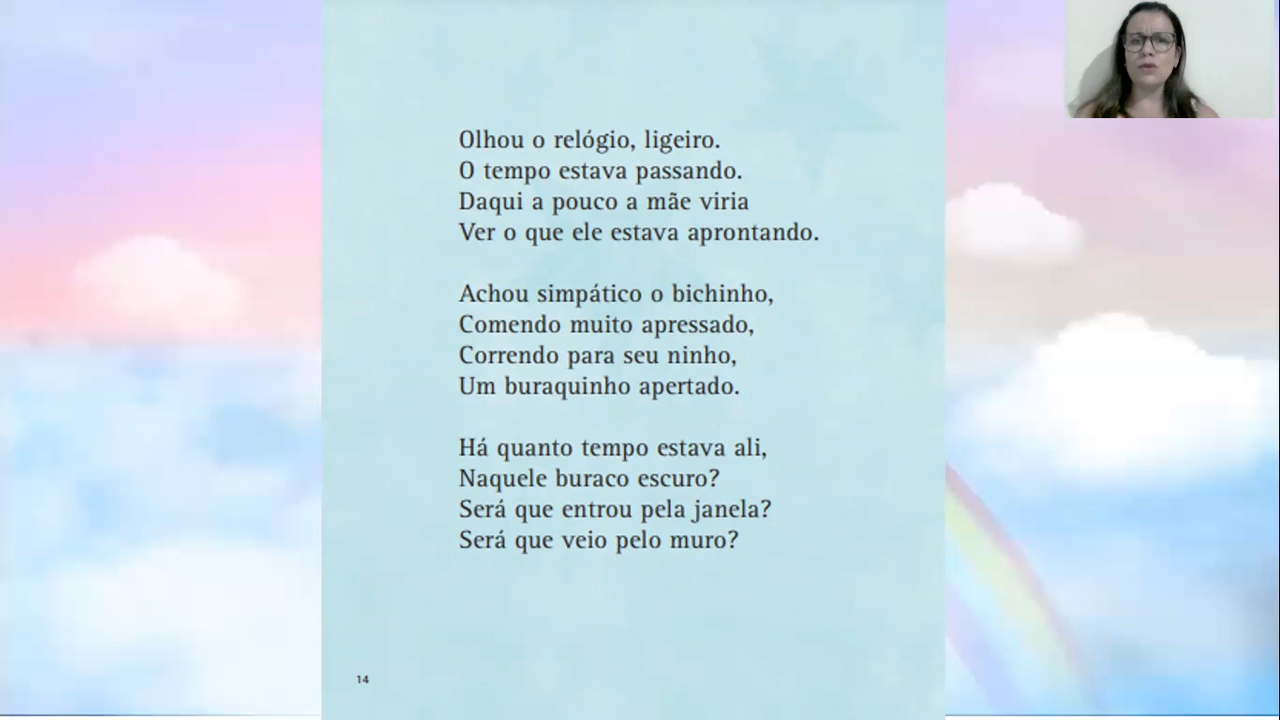 Olhou o relógio, ligeiro.
O tempo estava passando.
Daqui a pouco a mãe viria
Ver o que ele estava aprontando.
Achou simpático o bichinho,
Comendo muito apressado,
Correndo para seu ninho,
Um buraquinho apertado.
Há quanto tempo estava ali,
Naquele buraco escuro?
Será que entrou pela janela?
Será que veio pelo muro?
14